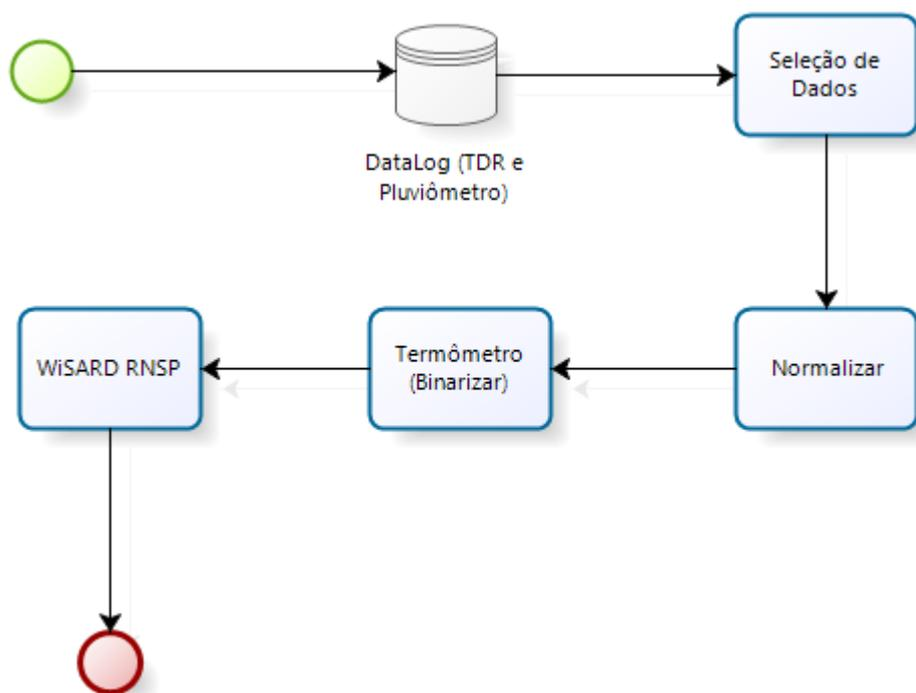 Seleção de
Dados
DataLog (TDR e
Pluviômetro)
WiSARD RNSP
Termômetro
(Binarizar)
Normalizar